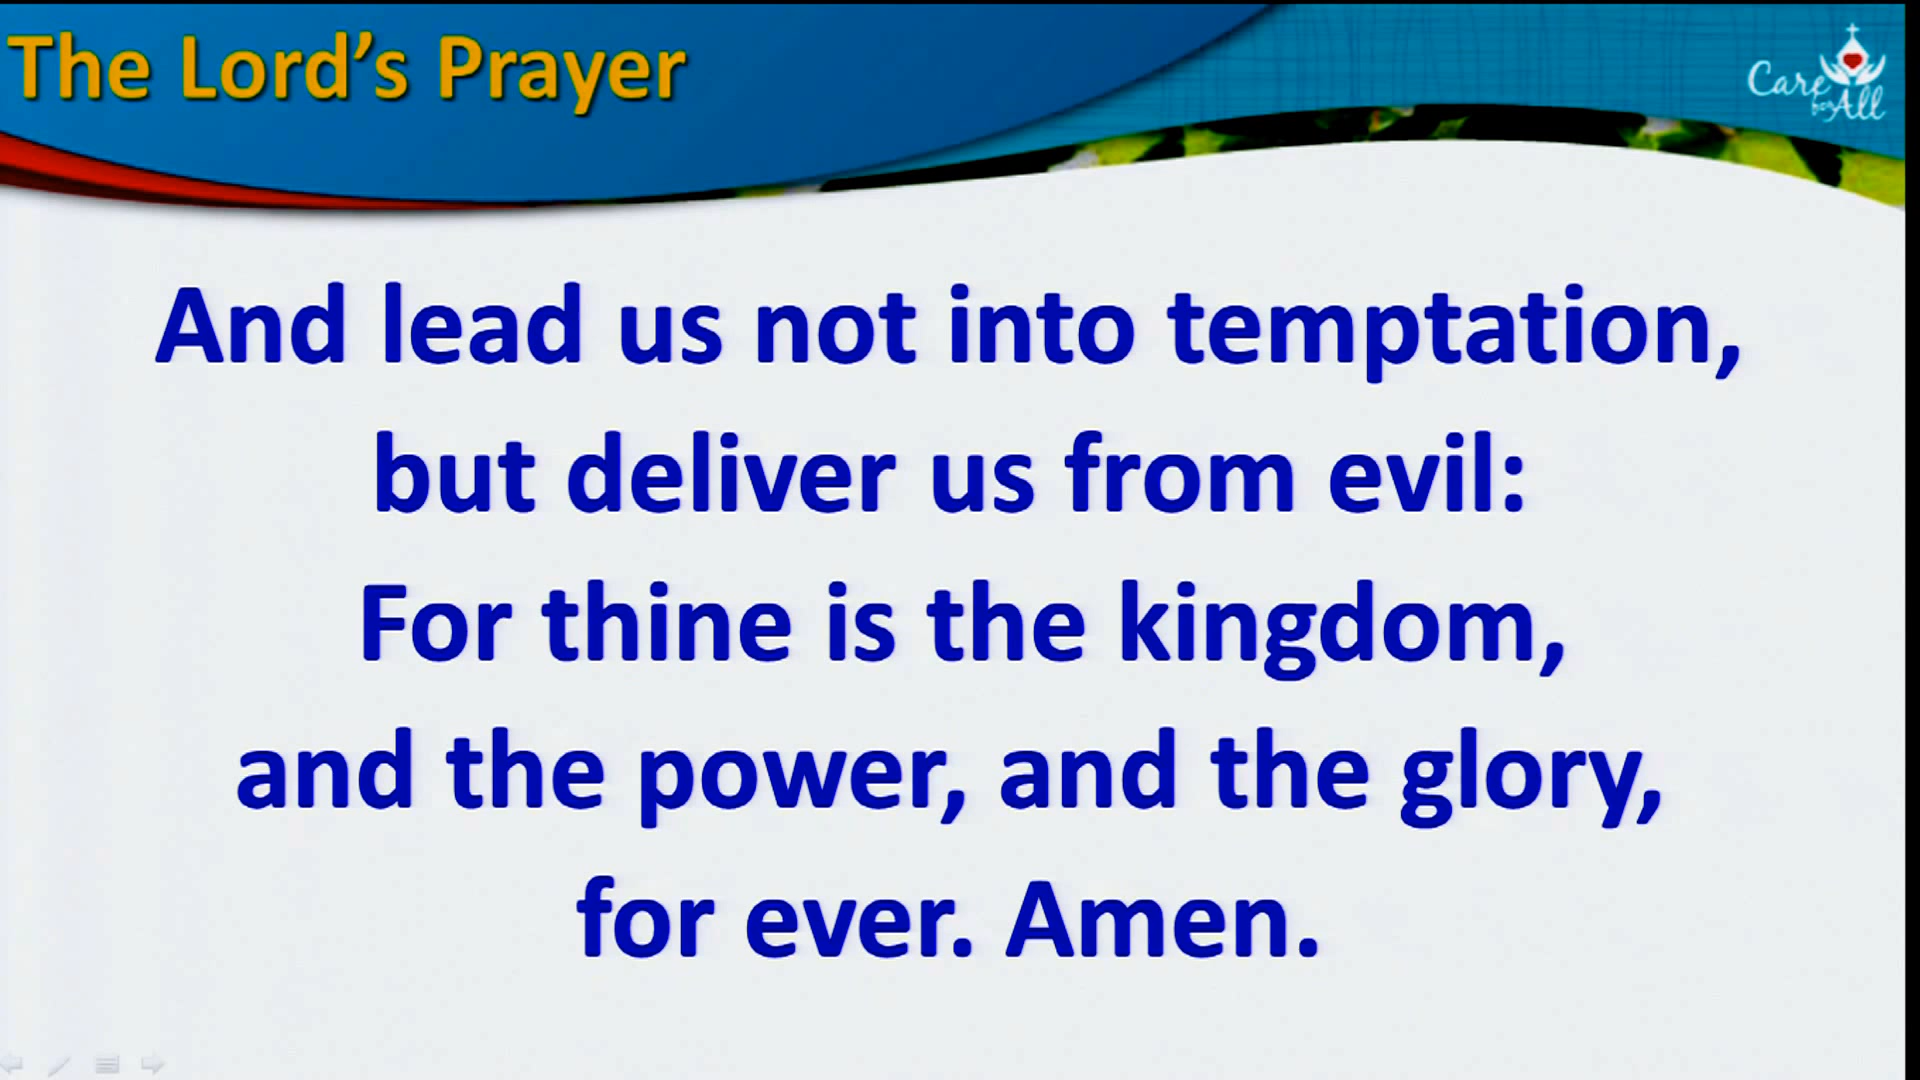 The Lord’s Prayer
Care
for All
And lead us not into temptation,
but deliver us from evil:
For thine is the kingdom,
and the power, and the glory,
for ever. Amen.